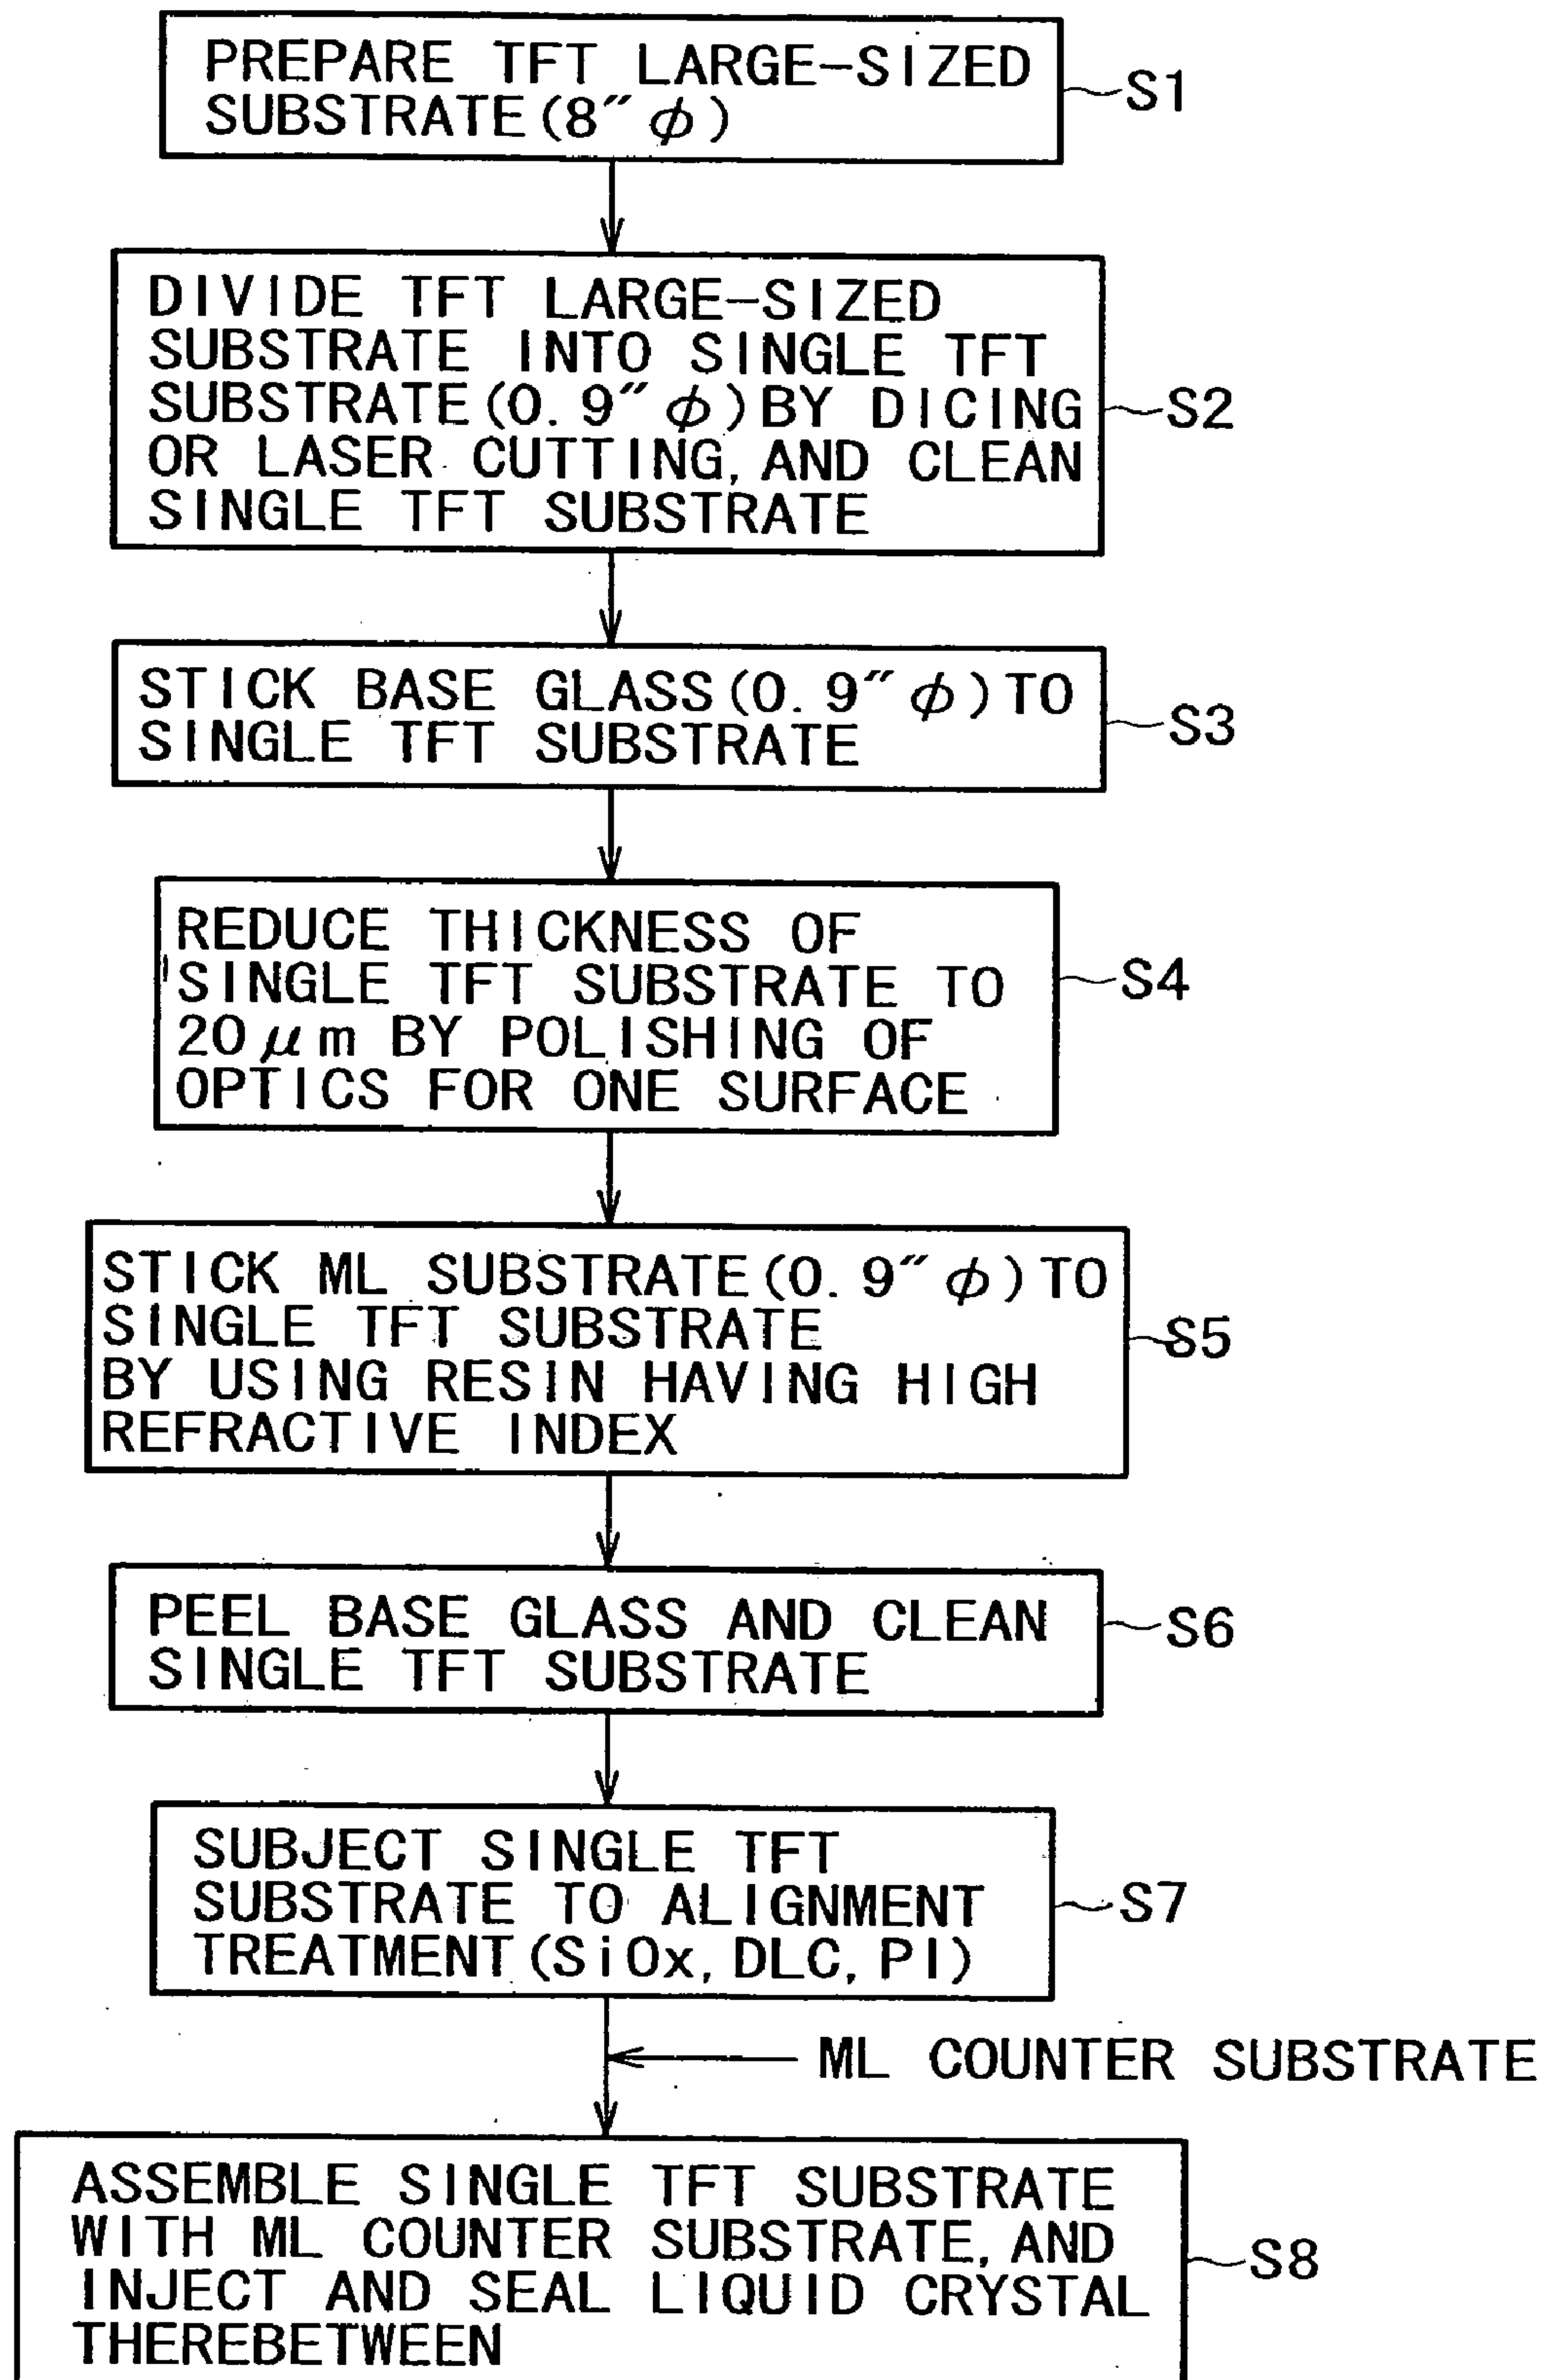 PREPARE TFT LARGE-SIZED
SUBSTRATE(8″φ)
S1
DIVIDE TFT LARGE-SIZED
SUBSTRATE INTO SINGLE TFT
SUBSTRATE(0.9″φ)BY DICING
OR LASER CUTTING, AND CLEAN
SINGLE TFT SUBSTRATE
S2
STICK BASE GLASS(0.9″φ)TO
SINGLE TFT SUBSTRATE
S3
REDUCE THICKNESS OF
SINGLE TFT SUBSTRATE TO
20μm BY POLISHING OF
OPTICS FOR ONE SURFACE
S4
STICK ML SUBSTRATE(0.9″φ)TO
SINGLE TFT SUBSTRATE
BY USING RESIN HAVING HIGH
REFRACTIVE INDEX
S5
PEEL BASE GLASS AND CLEAN
SINGLE TFT SUBSTRATE
S6
SUBJECT SINGLE TFT
SUBSTRATE TO ALIGNMENT
TREATMENT(SiOx, DLC, PI)
S7
ML COUNTER SUBSTRATE
ASSEMBLE SINGLE TFT SUBSTRATE
WITH ML COUNTER SUBSTRATE, AND
INJECT AND SEAL LIQUID CRYSTAL
THEREBETWEEN
S8